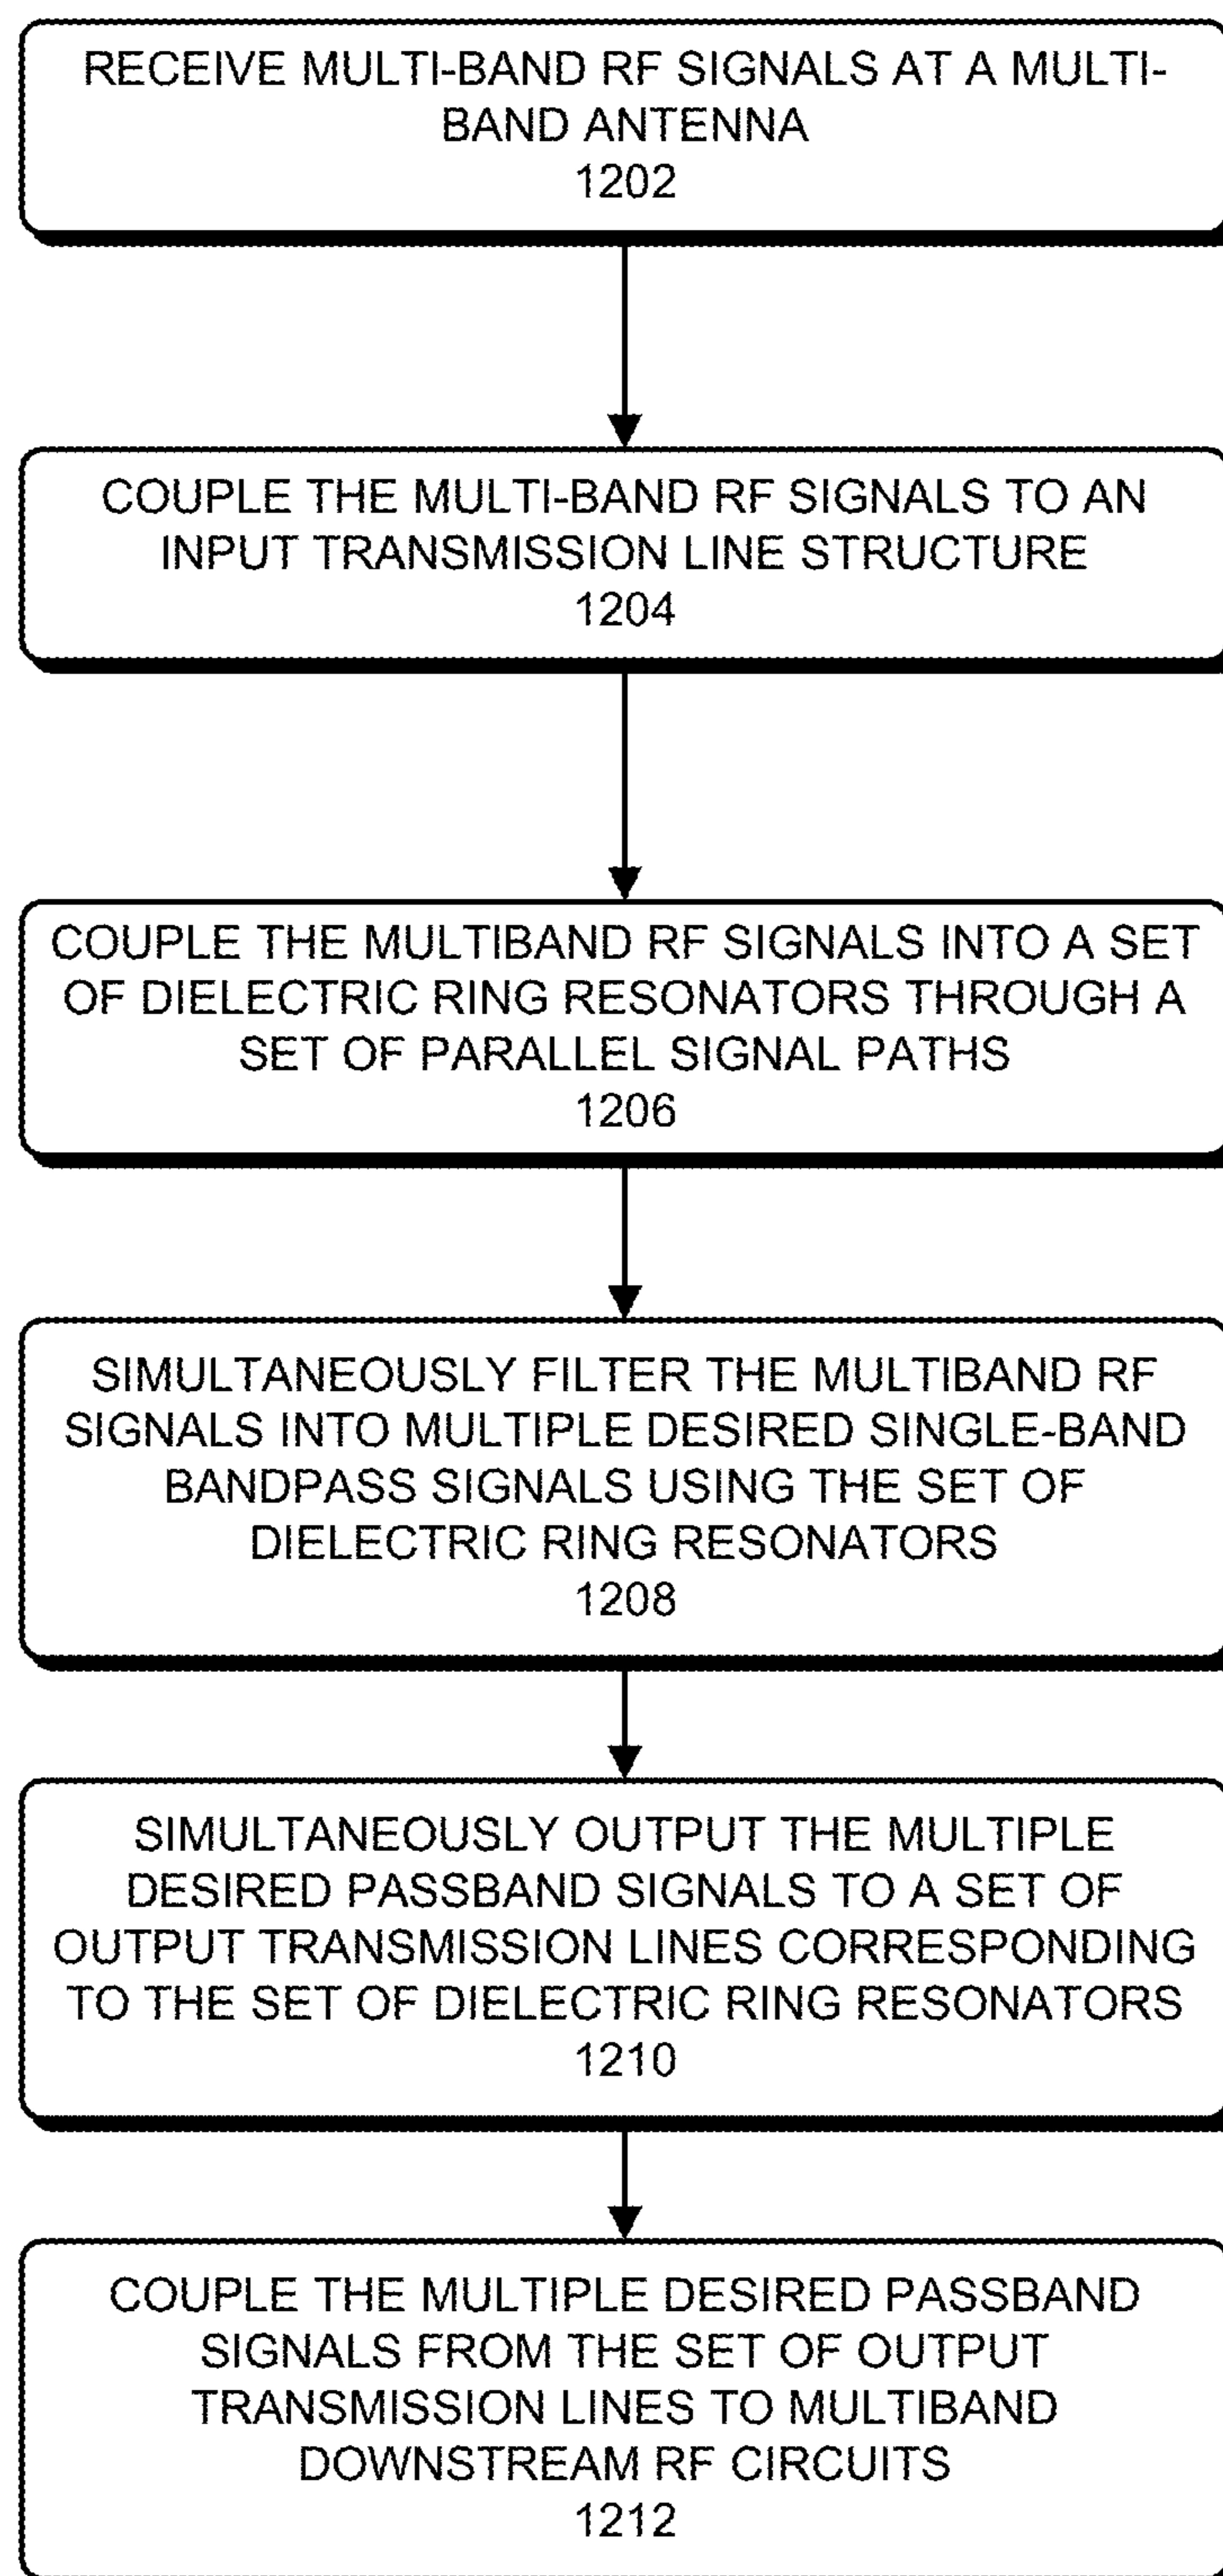 RECEIVE MULTI-BAND RF SIGNALS AT A MULTI-
BAND ANTENNA
1202
COUPLE THE MULTI-BAND RF SIGNALS TO AN
INPUT TRANSMISSION LINE STRUCTURE
1204
COUPLE THE MULTIBAND RF SIGNALS INTO A SET
OF DIELECTRIC RING RESONATORS THROUGH A
SET OF PARALLEL SIGNAL PATHS
1206
SIMULTANEOUSLY FILTER THE MULTIBAND RF
SIGNALS INTO MULTIPLE DESIRED SINGLE-BAND
BANDPASS SIGNALS USING THE SET OF
DIELECTRIC RING RESONATORS
1208
SIMULTANEOUSLY OUTPUT THE MULTIPLE
DESIRED PASSBAND SIGNALS TO A SET OF
OUTPUT TRANSMISSION LINES CORRESPONDING
TO THE SET OF DIELECTRIC RING RESONATORS
1210
COUPLE THE MULTIPLE DESIRED PASSBAND
SIGNALS FROM THE SET OF OUTPUT
TRANSMISSION LINES TO MULTIBAND
DOWNSTREAM RF CIRCUITS
1212